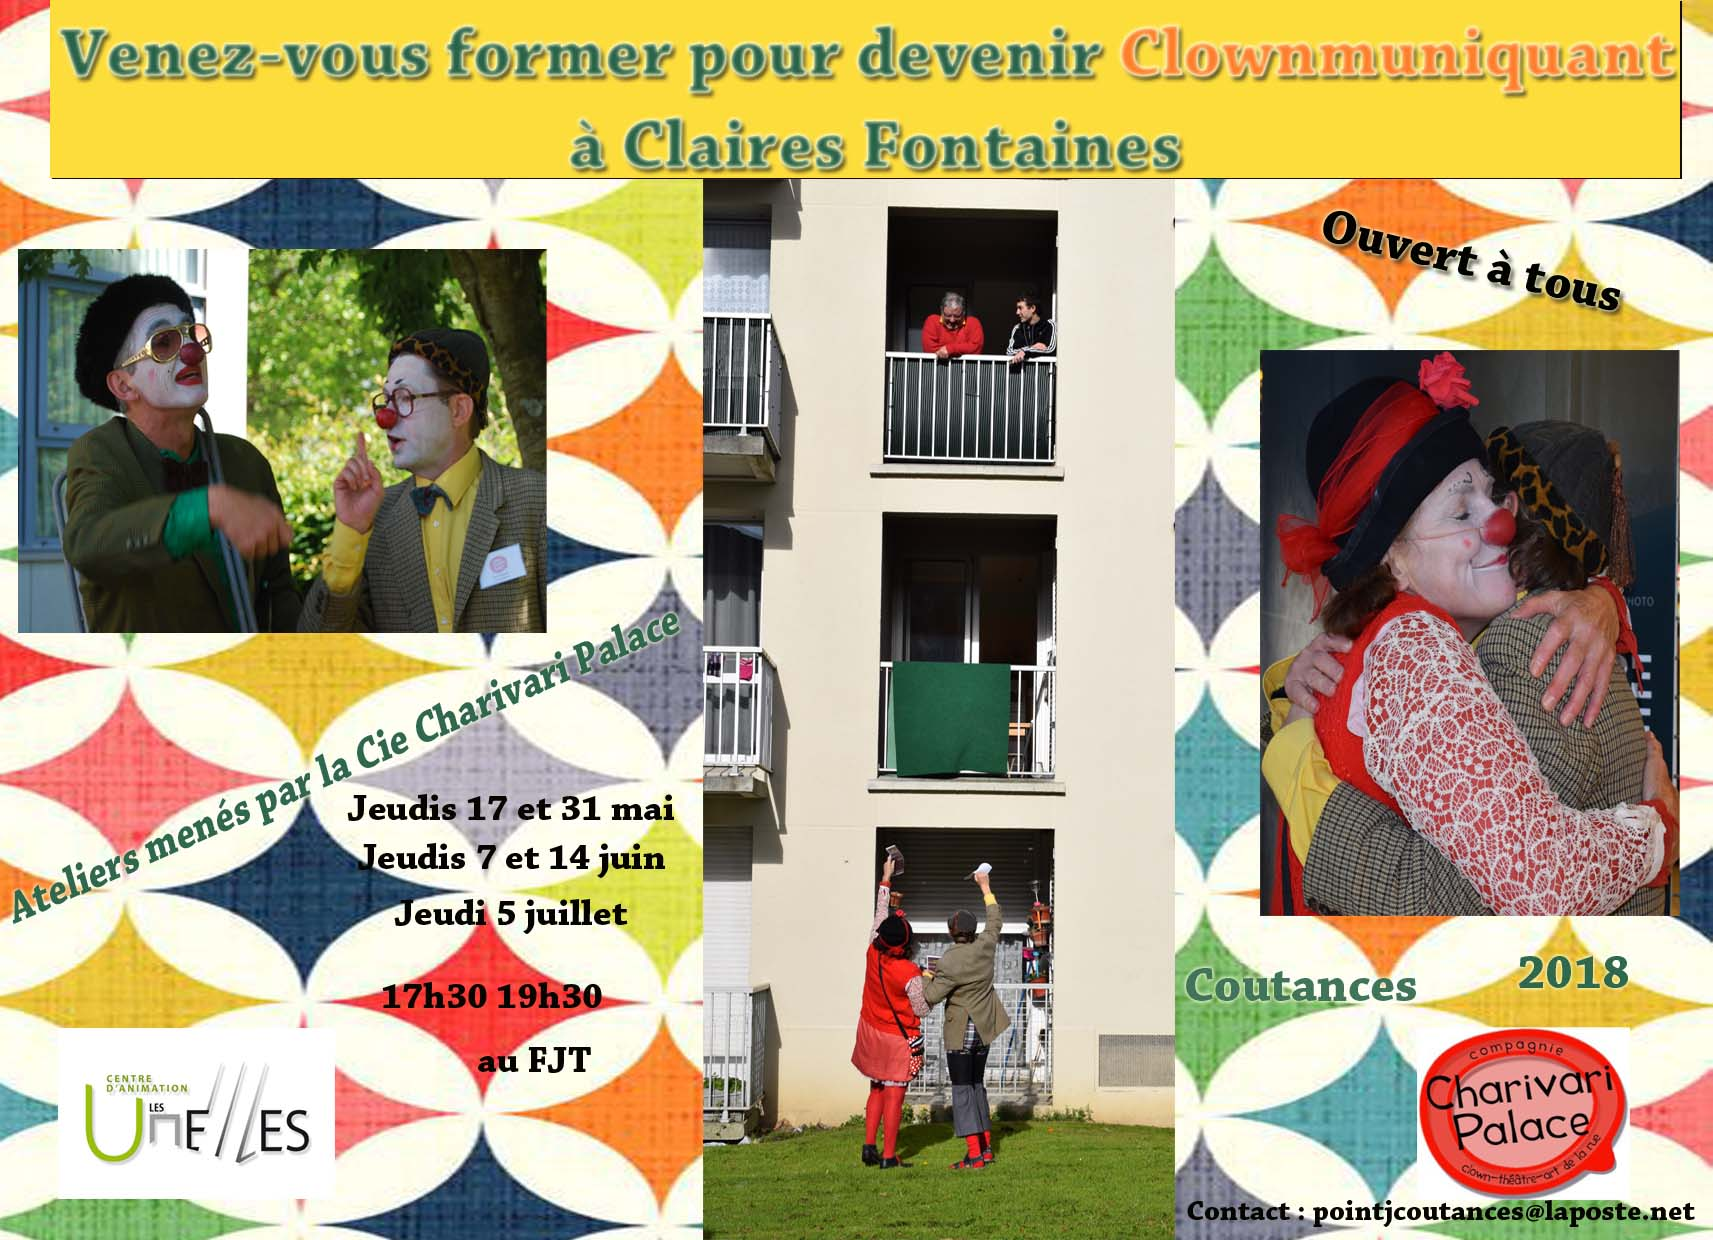 Venez-vous former pour devenir Clownmuniquant
à Claires Fontaines
Ouvert à tous
Ateliers menés par la Cie Charivari Palace
Jeudis 17 et 31 mai
Jeudis 7 et 14 juin
Jeudi 5 juillet
17h30 19h30
au FJT
CENTRE
D'ANIMATION
LES
UNELLES
PHOTO
Coutances
2018
compagnie
Charivari
Palace
clown-théâtre-art de la rue
Contact : pointjcoutances@laposte.net